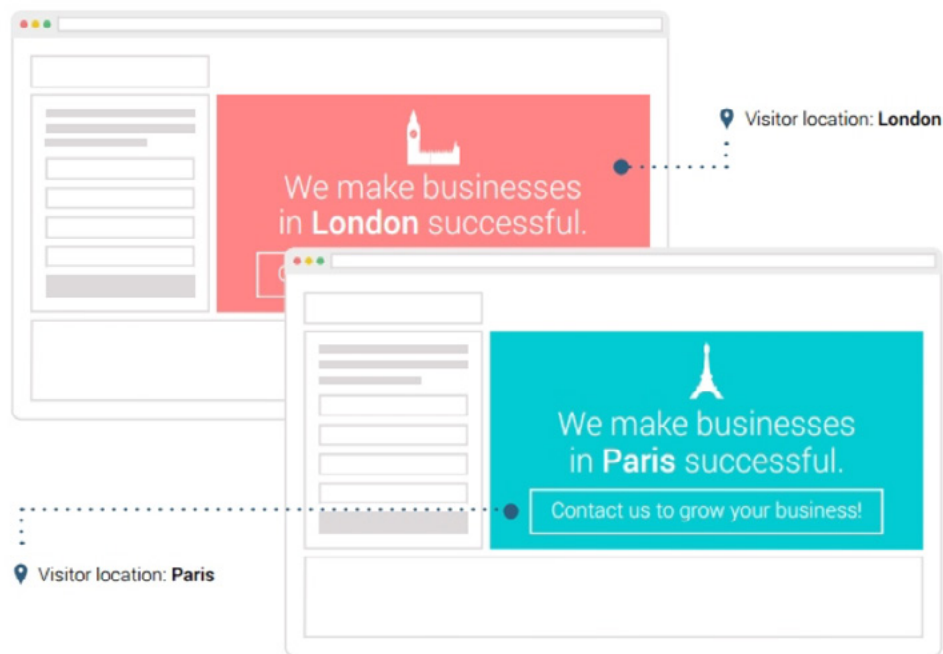 Visitor location: London
We make businesses
in London successful.
We make businesses
in Paris successful.
Contact us to grow your business!
Visitor location: Paris